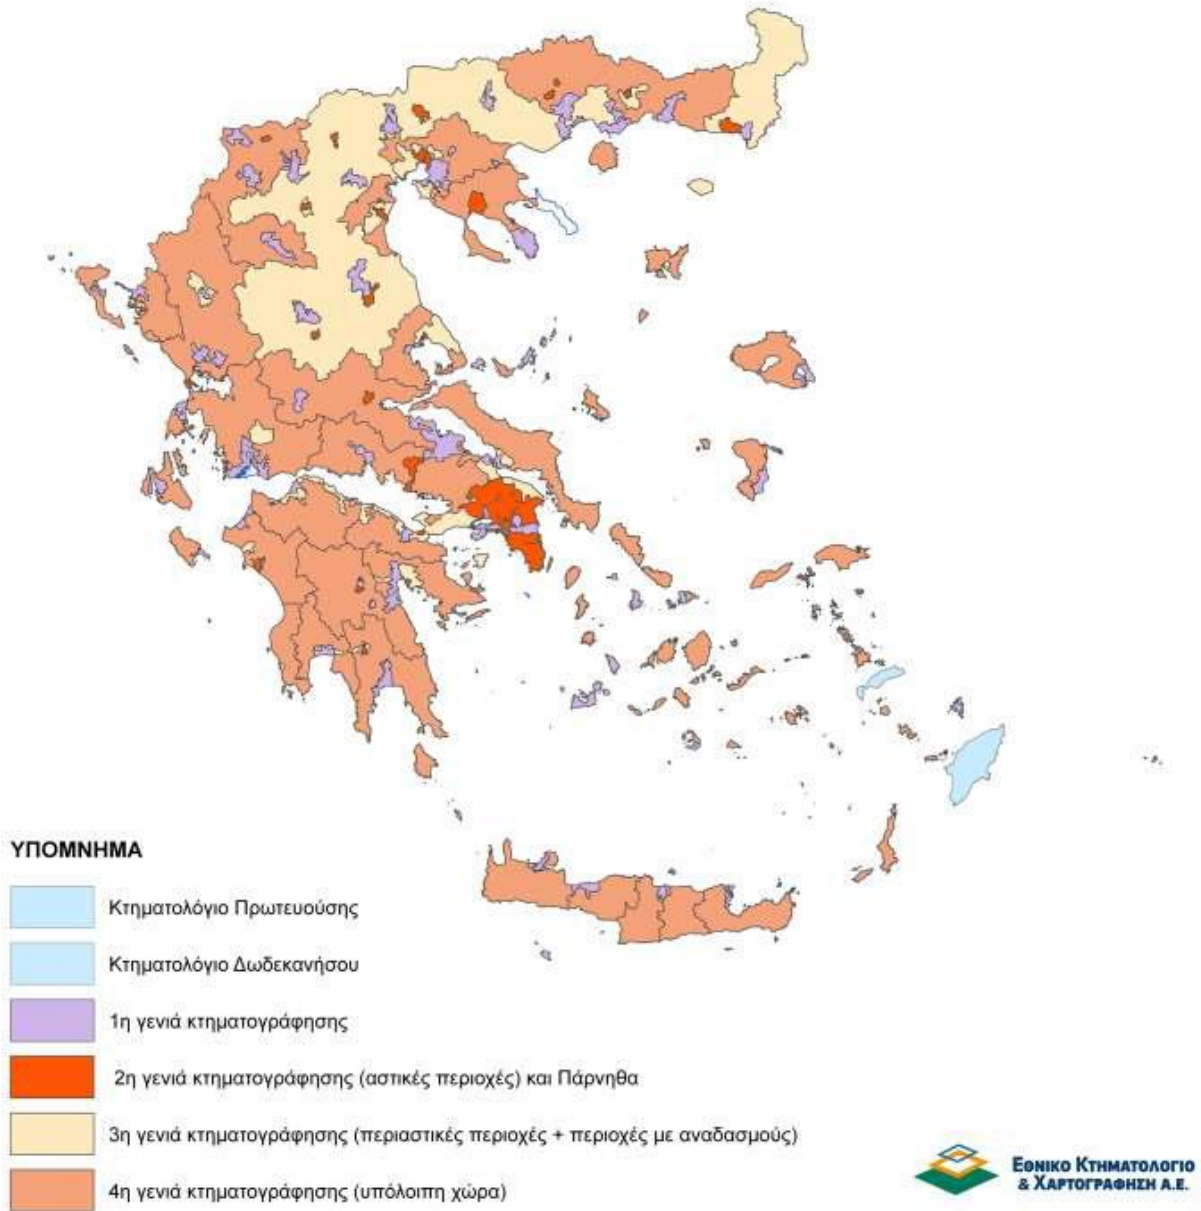 ΥΠΟΜΝΗΜΑ
Κτηματολόγιο Πρωτευούσης
Κτηματολόγιο Δωδεκανήσου
1η γενιά κτηματογράφησης
2η γενιά κτηματογράφησης (αστικές περιοχές) και Πάρνηθα
3η γενιά κτηματογράφησης (περιαστικές περιοχές + περιοχές με αναδασμούς)
4η γενιά κτηματογράφησης (υπόλοιπη χώρα)
ΕΘΝΙΚΟ ΚΤΗΜΑΤΟΛΟΓΙΟ
& ΧΑΡΤΟΓΡΑΦΗΣΗ Α.Ε.